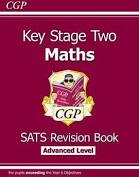 CGP
Key Stage Two
Maths
CGP
SATS Revision Book
Advanced Level
For pupils exceeding the Year 6 Objectives